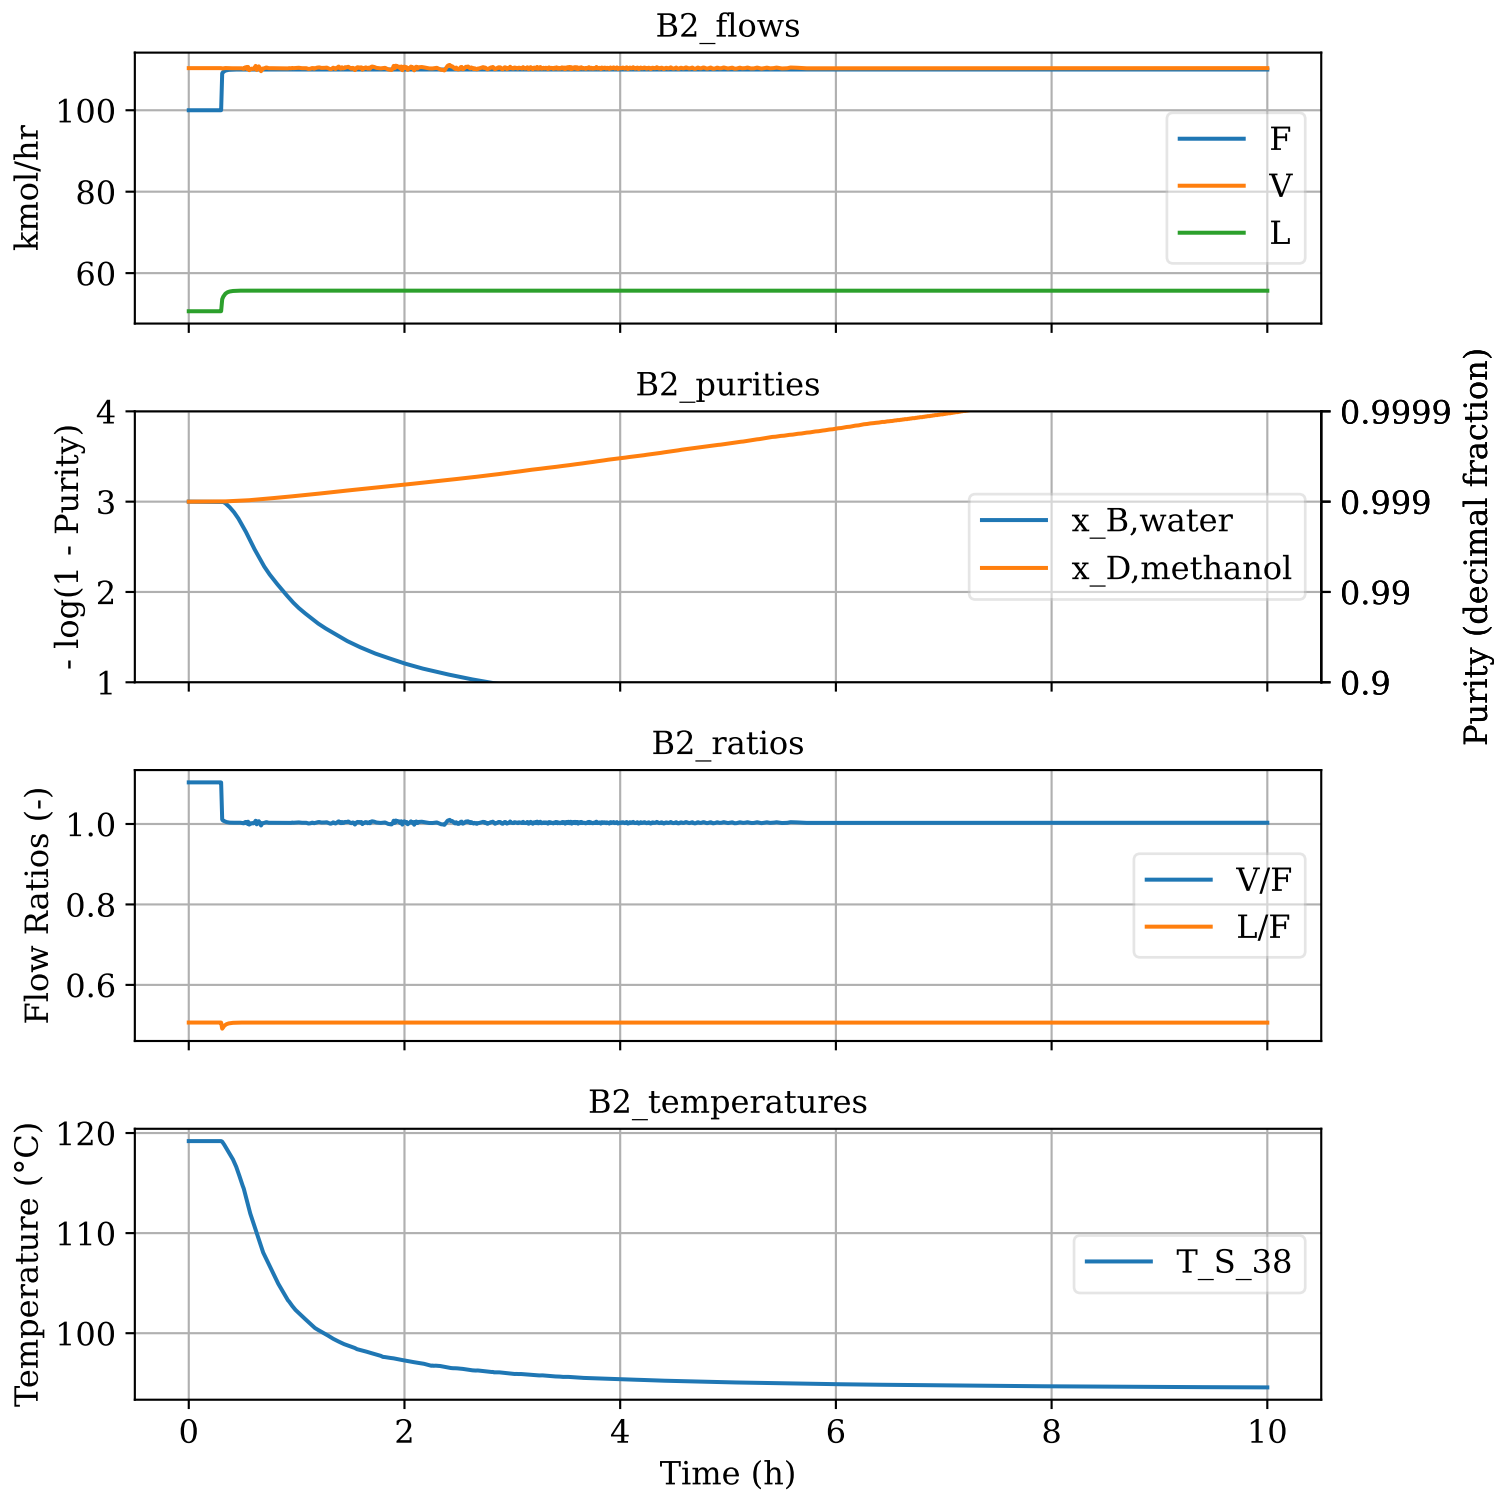 B2_flows
kmol/hr
100
80
60
F
V
L
B2_purities
- log(1 - Purity)
4
3
2
1
x_B,water
x_D,methanol
0.9999
0.999
0.99
0.9
Purity (decimal fraction)
B2_ratios
Flow Ratios (-)
1.0
0.8
0.6
V/F
L/F
B2_temperatures
Temperature (°C)
120
110
100
T_S_38
0 2 4 6 8 10
Time (h)